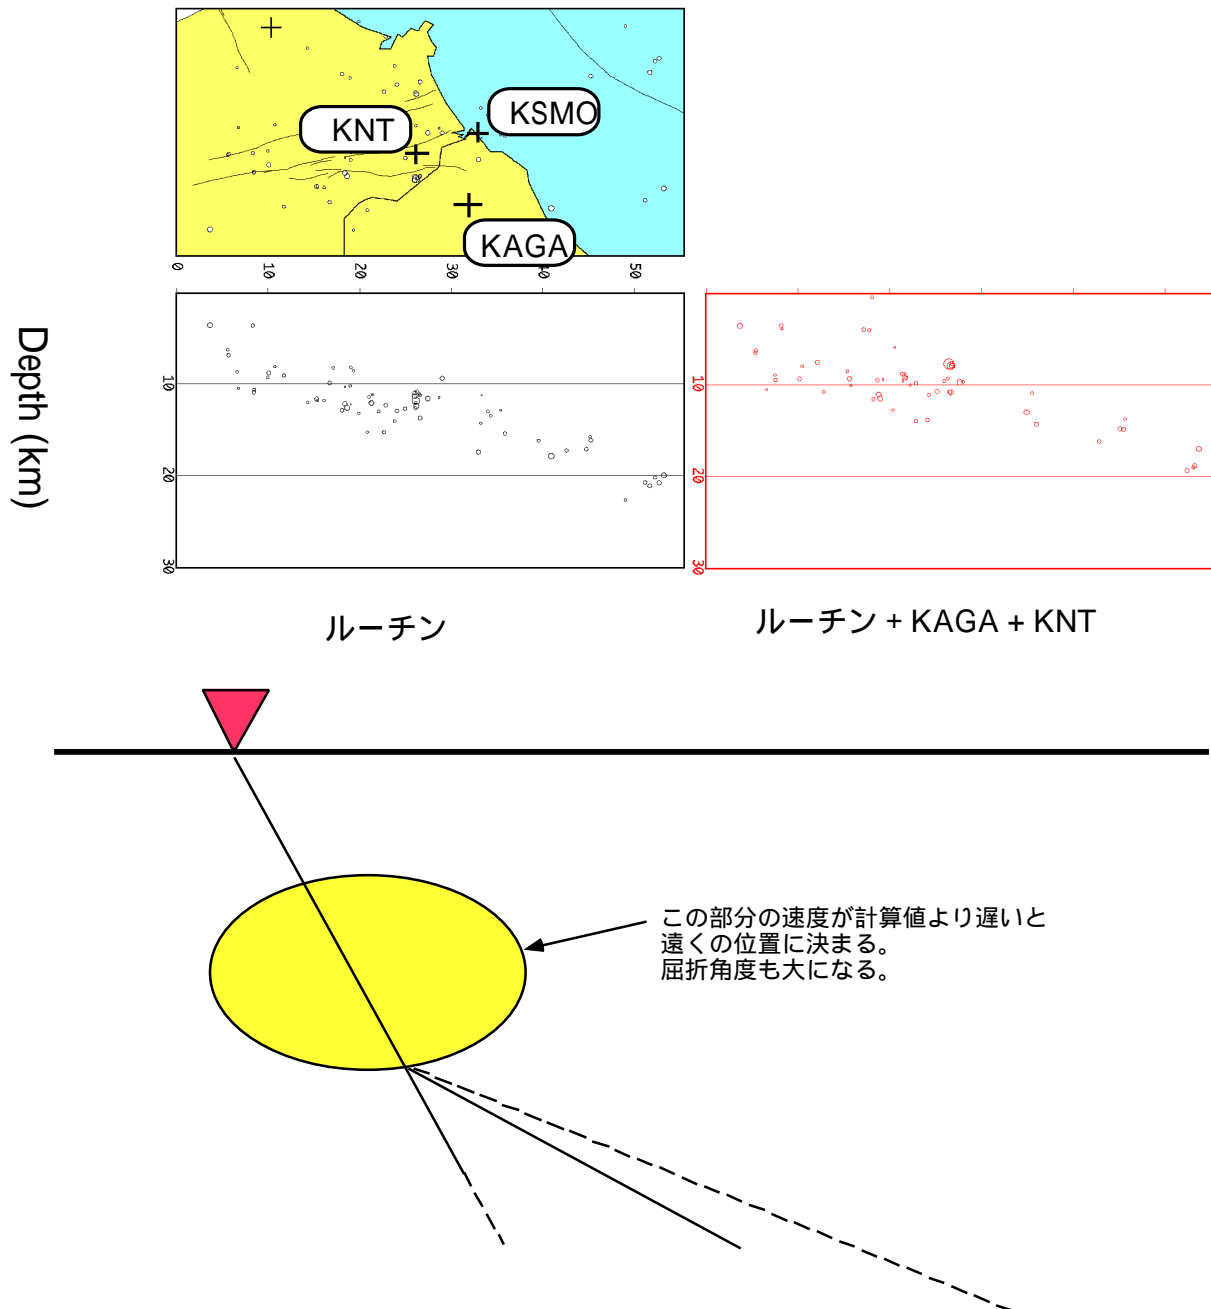 KSMO
KNT
KAGA
0
10
20
30
50
Depth (km)
10
20
30
10
20
30
ルーチン
ルーチン + KAGA + KNT
この部分の速度が計算値より遅いと
遠くの位置に決まる。
屈折角度も大になる。